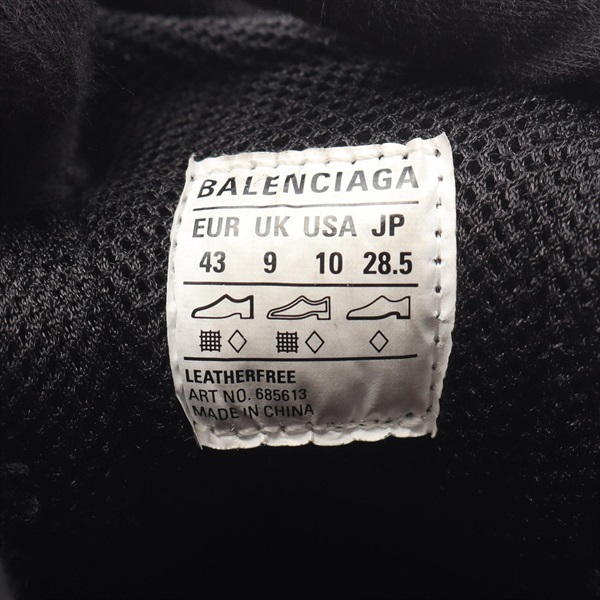 BALENCIAGA
EUR UK USA JP
43 9 10 28.5
LEATHERFREE
ART NO. 685613
MADE IN CHINA